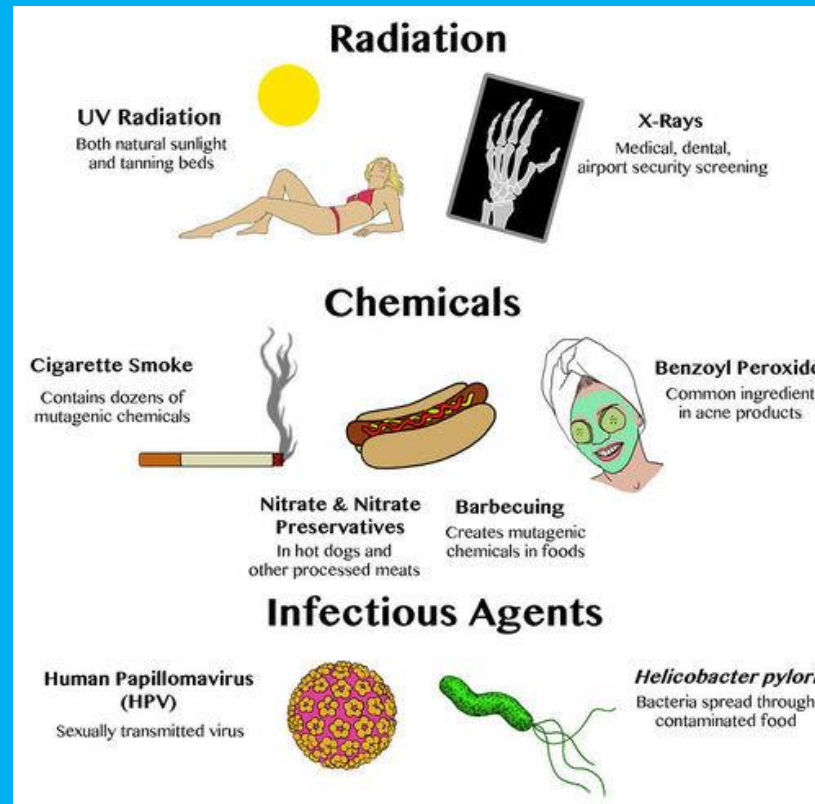 Radiation
UV Radiation
Both natural sunlight
and tanning beds
X-Rays
Medical, dental,
airport security screening
Chemicals
Cigarette Smoke
Contains dozens of
mutagenic chemicals
Benzoyl Peroxide
Common ingredient
in acne products
Nitrate & Nitrate
Preservatives
In hot dogs and
other processed meats
Barbecuing
Creates mutagenic
chemicals in foods
Infectious Agents
Human Papillomavirus
(HPV)
Sexually transmitted virus
Helicobacter pylori
Bacteria spread through
contaminated food